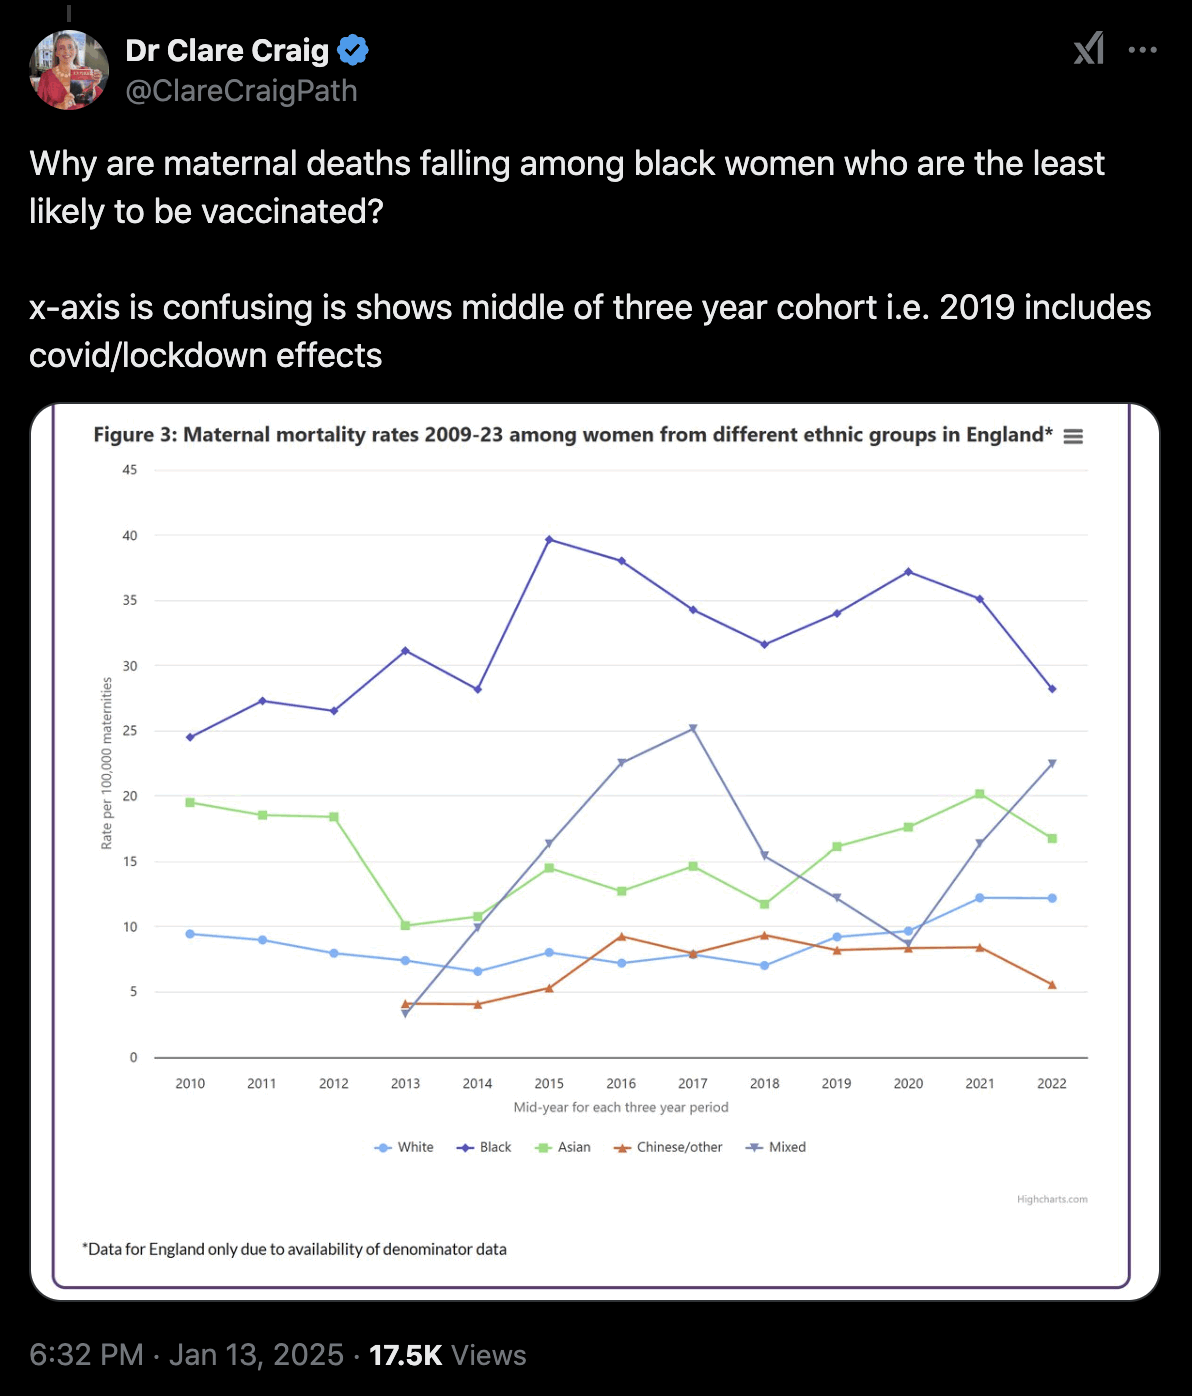 Dr Clare Craig
@ClareCraigPath
Why are maternal deaths falling among black women who are the least
likely to be vaccinated?
x-axis is confusing is shows middle of three year cohort i.e. 2019 includes
covid/lockdown effects
Figure 3: Maternal mortality rates 2009-23 among women from different ethnic groups in England*
45
40
35
30
25
20
15
10
5
0
Rate per 100,000 maternities
2010 2011 2012 2013 2014 2015 2016 2017 2018 2019 2020 2021 2022
Mid-year for each three year period
White Black Asian Chinese/other Mixed
Highcharts.com
*Data for England only due to availability of denominator data
6:32 PM · Jan 13, 2025 · 17.5K Views